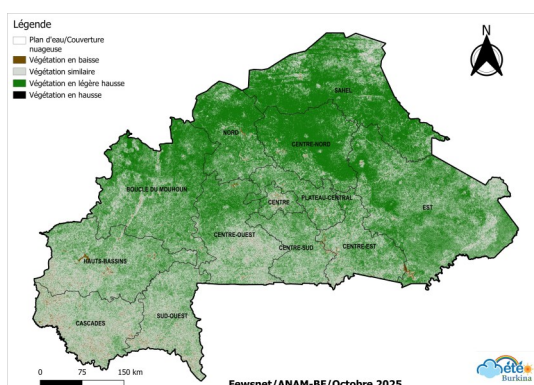 Légende
Plan d'eau/Couverture
nuageuse
Végétation en baisse
Végétation similaire
Végétation en légère hausse
Végétation en hausse
N
SAHEL
NORD
CENTRE-NORD
BOUCLE DU MOUHOUN
CENTRE
PLATEAU-CENTRAL
EST
CENTRE-OUEST
CENTRE-SUD
CENTRE-EST
HAUTS-BASSINS
CASCADES
SUD-OUEST
0 75 150 km
Fewsnet/ANAM-BF/Octobre 2025
Météo
Burkina